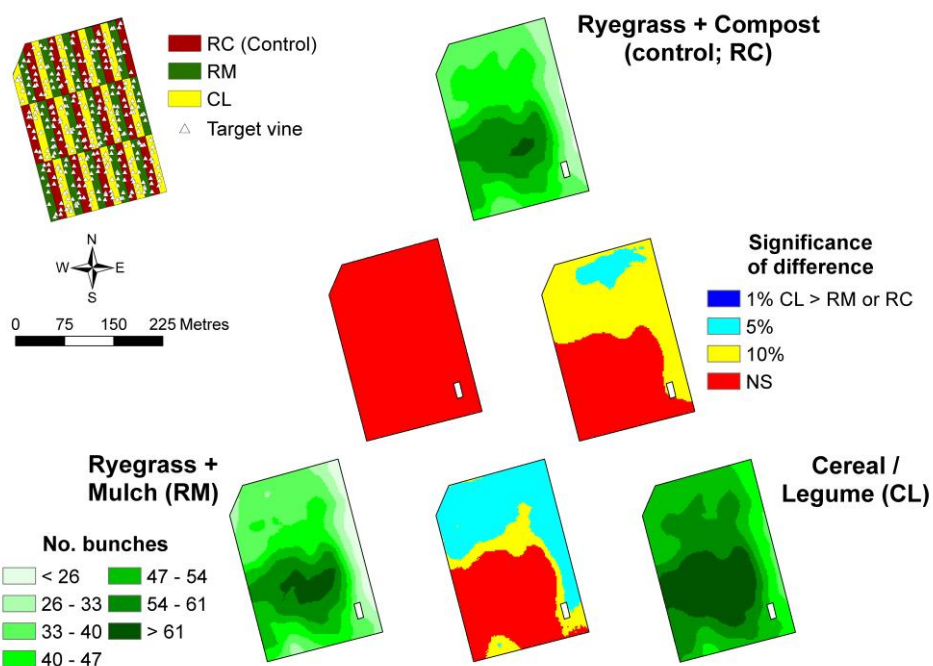 RC (Control)
RM
CL
Target vine
Ryegrass + Compost
(control; RC)
N
W E
S
0 75 150 225 Metres
Significance
of difference
1% CL > RM or RC
5%
10%
NS
Ryegrass +
Mulch (RM)
Cereal /
Legume (CL)
No. bunches
< 26 47 - 54
26 - 33 54 - 61
33 - 40 > 61
40 - 47